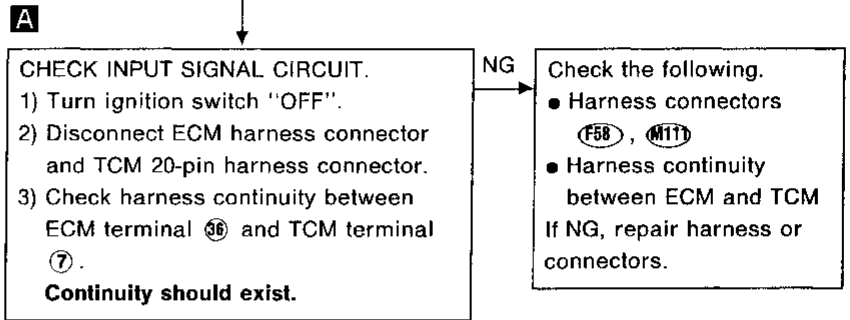 A
CHECK INPUT SIGNAL CIRCUIT.
1) Turn ignition switch "OFF".
2) Disconnect ECM harness connector
and TCM 20-pin harness connector.
3) Check harness continuity between
ECM terminal 36 and TCM terminal
7 .
Continuity should exist.
NG
Check the following.
● Harness connectors
F58 , M111
● Harness continuity
between ECM and TCM
If NG, repair harness or
connectors.